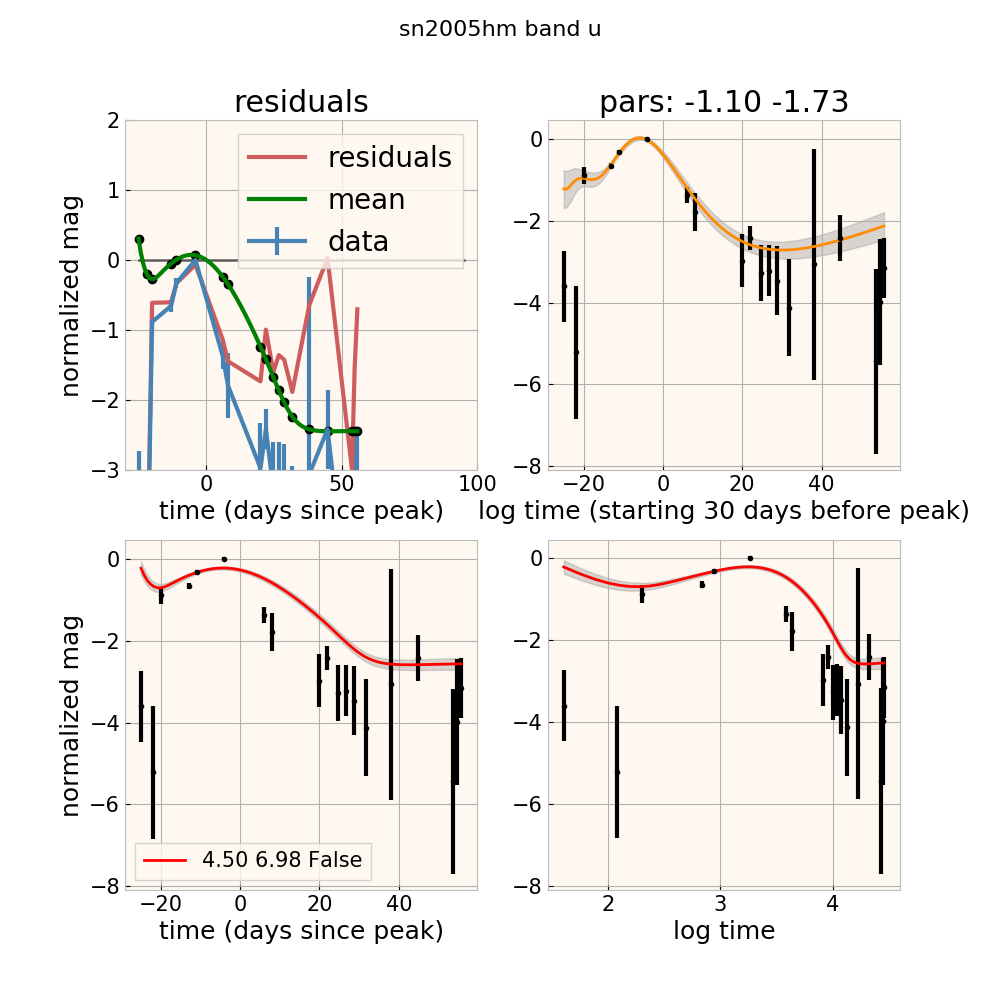 sn2005hm band u
residuals
pars: -1.10 -1.73
normalized mag
2
1
0
−1
−2
−3
residuals
mean
data
0
50
100
time (days since peak)
0
−2
−4
−6
−8
−20
0
20
40
log time (starting 30 days before peak)
normalized mag
0
−2
−4
−6
−8
4.50 6.98 False
−20
0
20
40
time (days since peak)
0
−2
−4
−6
−8
2
3
4
log time